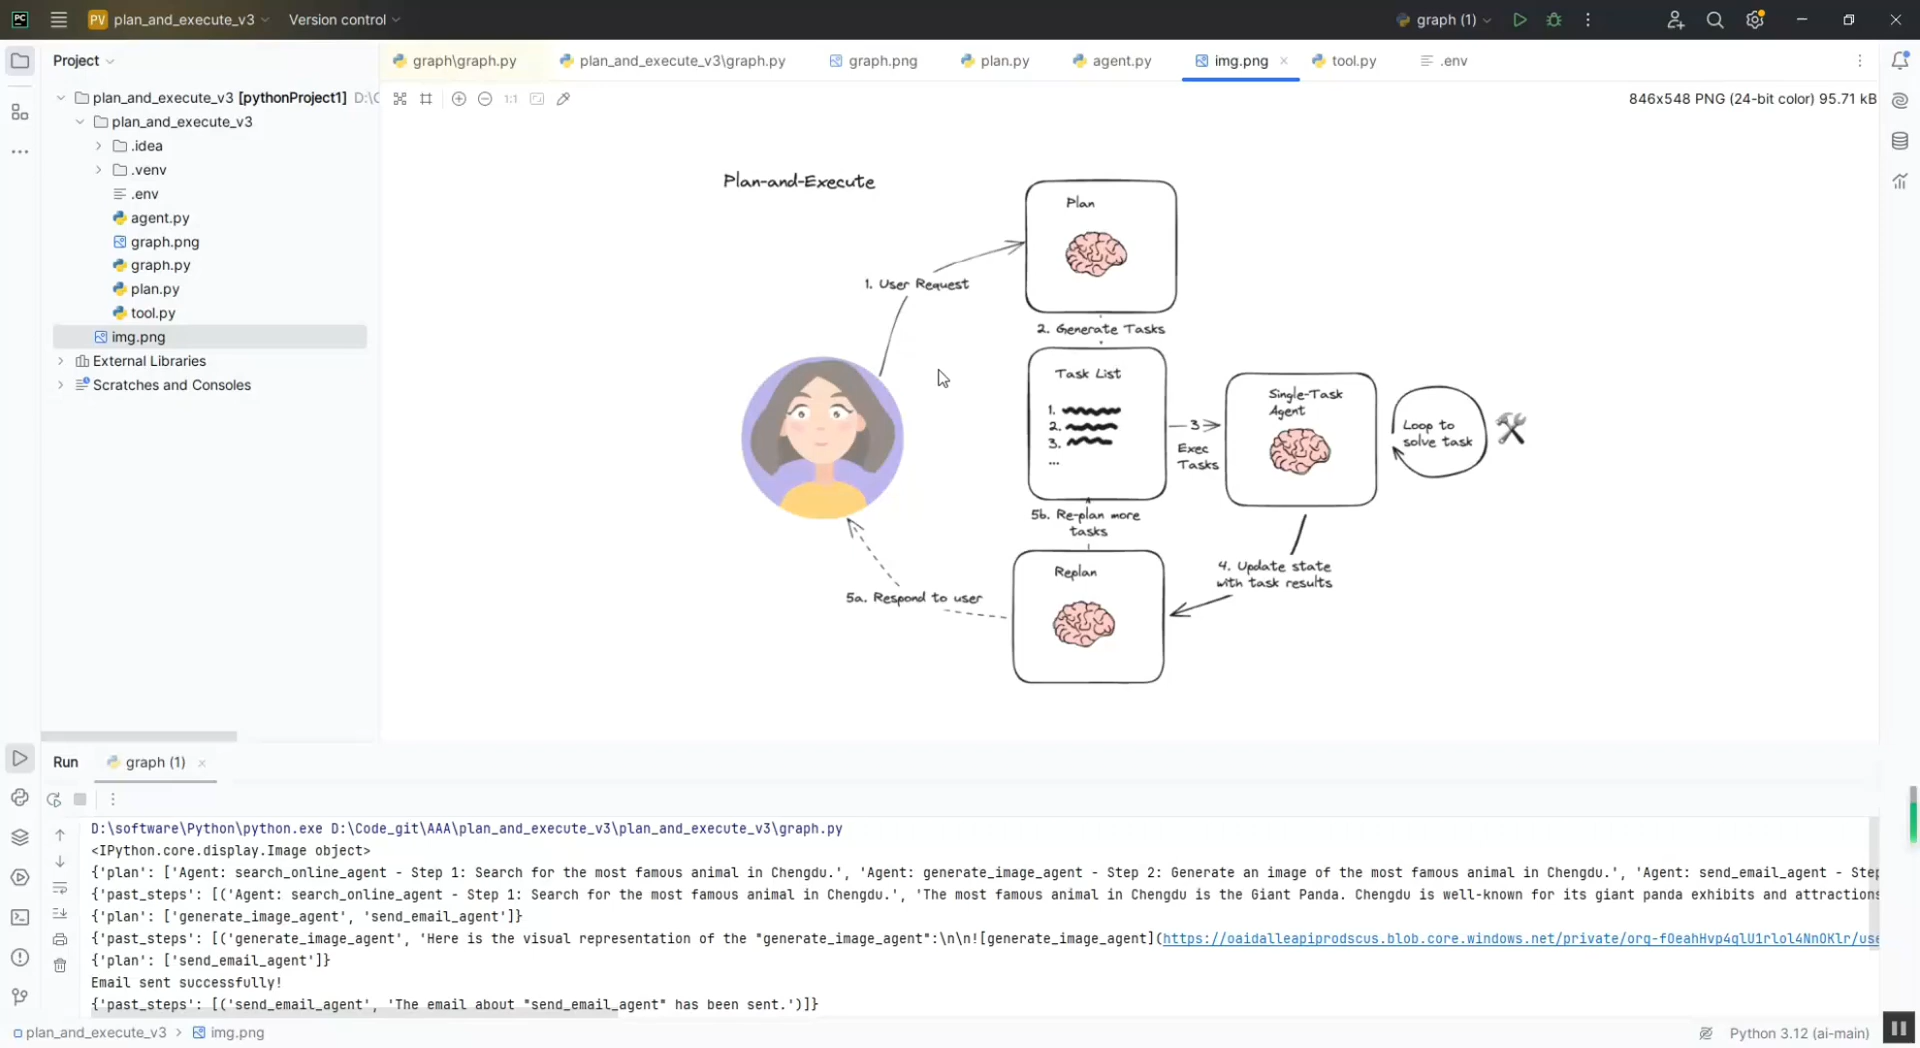 PC
PV plan_and_execute_v3
Version control
graph (1)
Project
graph\graph.py
plan_and_execute_v3\graph.py
graph.png
plan.py
agent.py
img.png
tool.py
.env
1:1
846x548 PNG (24-bit color) 95.71 kB
plan_and_execute_v3 [pythonProject1] D:\C
plan_and_execute_v3
.idea
.venv
.env
agent.py
graph.png
graph.py
plan.py
tool.py
img.png
External Libraries
Scratches and Consoles
Plan-and-Execute
Plan
1. User Request
2. Generate Tasks
Task List
1.
2.
3.
...
3
Exec
Tasks
Single-Task
Agent
Loop to
solve task
5b. Re-plan more
tasks
Replan
4. Update state
with task results
5a. Respond to user
Run
graph (1)
D:\software\Python\python.exe D:\Code_git\AAA\plan_and_execute_v3\plan_and_execute_v3\graph.py
<IPython.core.display.Image object>
{'plan': ['Agent: search_online_agent - Step 1: Search for the most famous animal in Chengdu.', 'Agent: generate_image_agent - Step 2: Generate an image of the most famous animal in Chengdu.', 'Agent: send_email_agent - Step
{'past_steps': [('Agent: search_online_agent - Step 1: Search for the most famous animal in Chengdu.', 'The most famous animal in Chengdu is the Giant Panda. Chengdu is well-known for its giant panda exhibits and attractions
{'plan': ['generate_image_agent', 'send_email_agent']}
{'past_steps': [('generate_image_agent', 'Here is the visual representation of the "generate_image_agent":\n\n![generate_image_agent](https://oaidalleapiprodscus.blob.core.windows.net/private/org-f0eahHvp4qlU1rlol4NnOKlr/use
{'plan': ['send_email_agent']}
Email sent successfully!
{'past_steps': [('send_email_agent', 'The email about "send_email_agent" has been sent.')]}
plan_and_execute_v3 > img.png
Python 3.12 (ai-main)